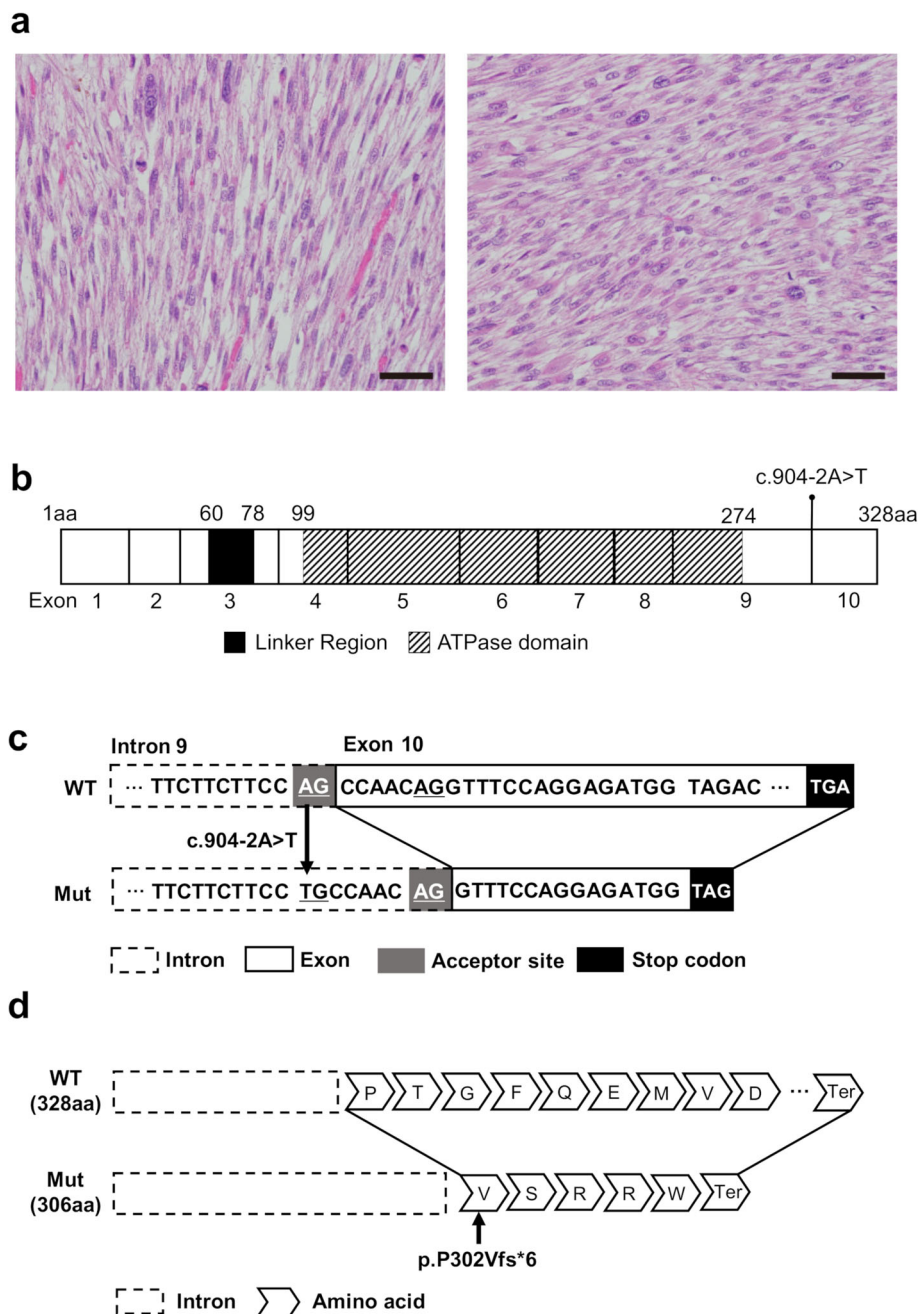 a
b
c.904-2A>T
1aa 60 78 99 274 328aa
Exon 1 2 3 4 5 6 7 8 9 10
Linker Region ATPase domain
c
Intron 9 Exon 10
WT ··· TTCTTCTTCC AG CCAACAGGTTTCCAGGAGATGG TAGAC ··· TGA
c.904-2A>T
Mut ··· TTCTTCTTCC TGCCAAC AG GTTTCCAGGAGATGG TAG
Intron Exon Acceptor site Stop codon
d
WT
(328aa)
P T G F Q E M V D ··· Ter
Mut
(306aa)
V S R R W Ter
p.P302Vfs*6
Intron Amino acid